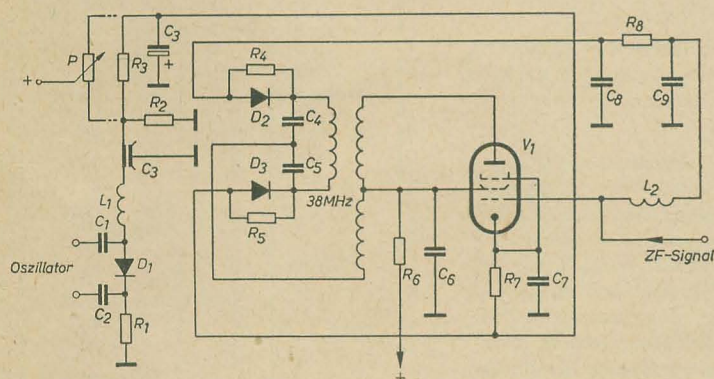 C3
+
P
+
R3
R2
C3
L1
C1
Oszillator
D1
C2
R1
R4
D2
C4
D3
C5
38MHz
R5
V1
R6
C6
R7
C7
+
R8
C8
C9
L2
ZF-Signal